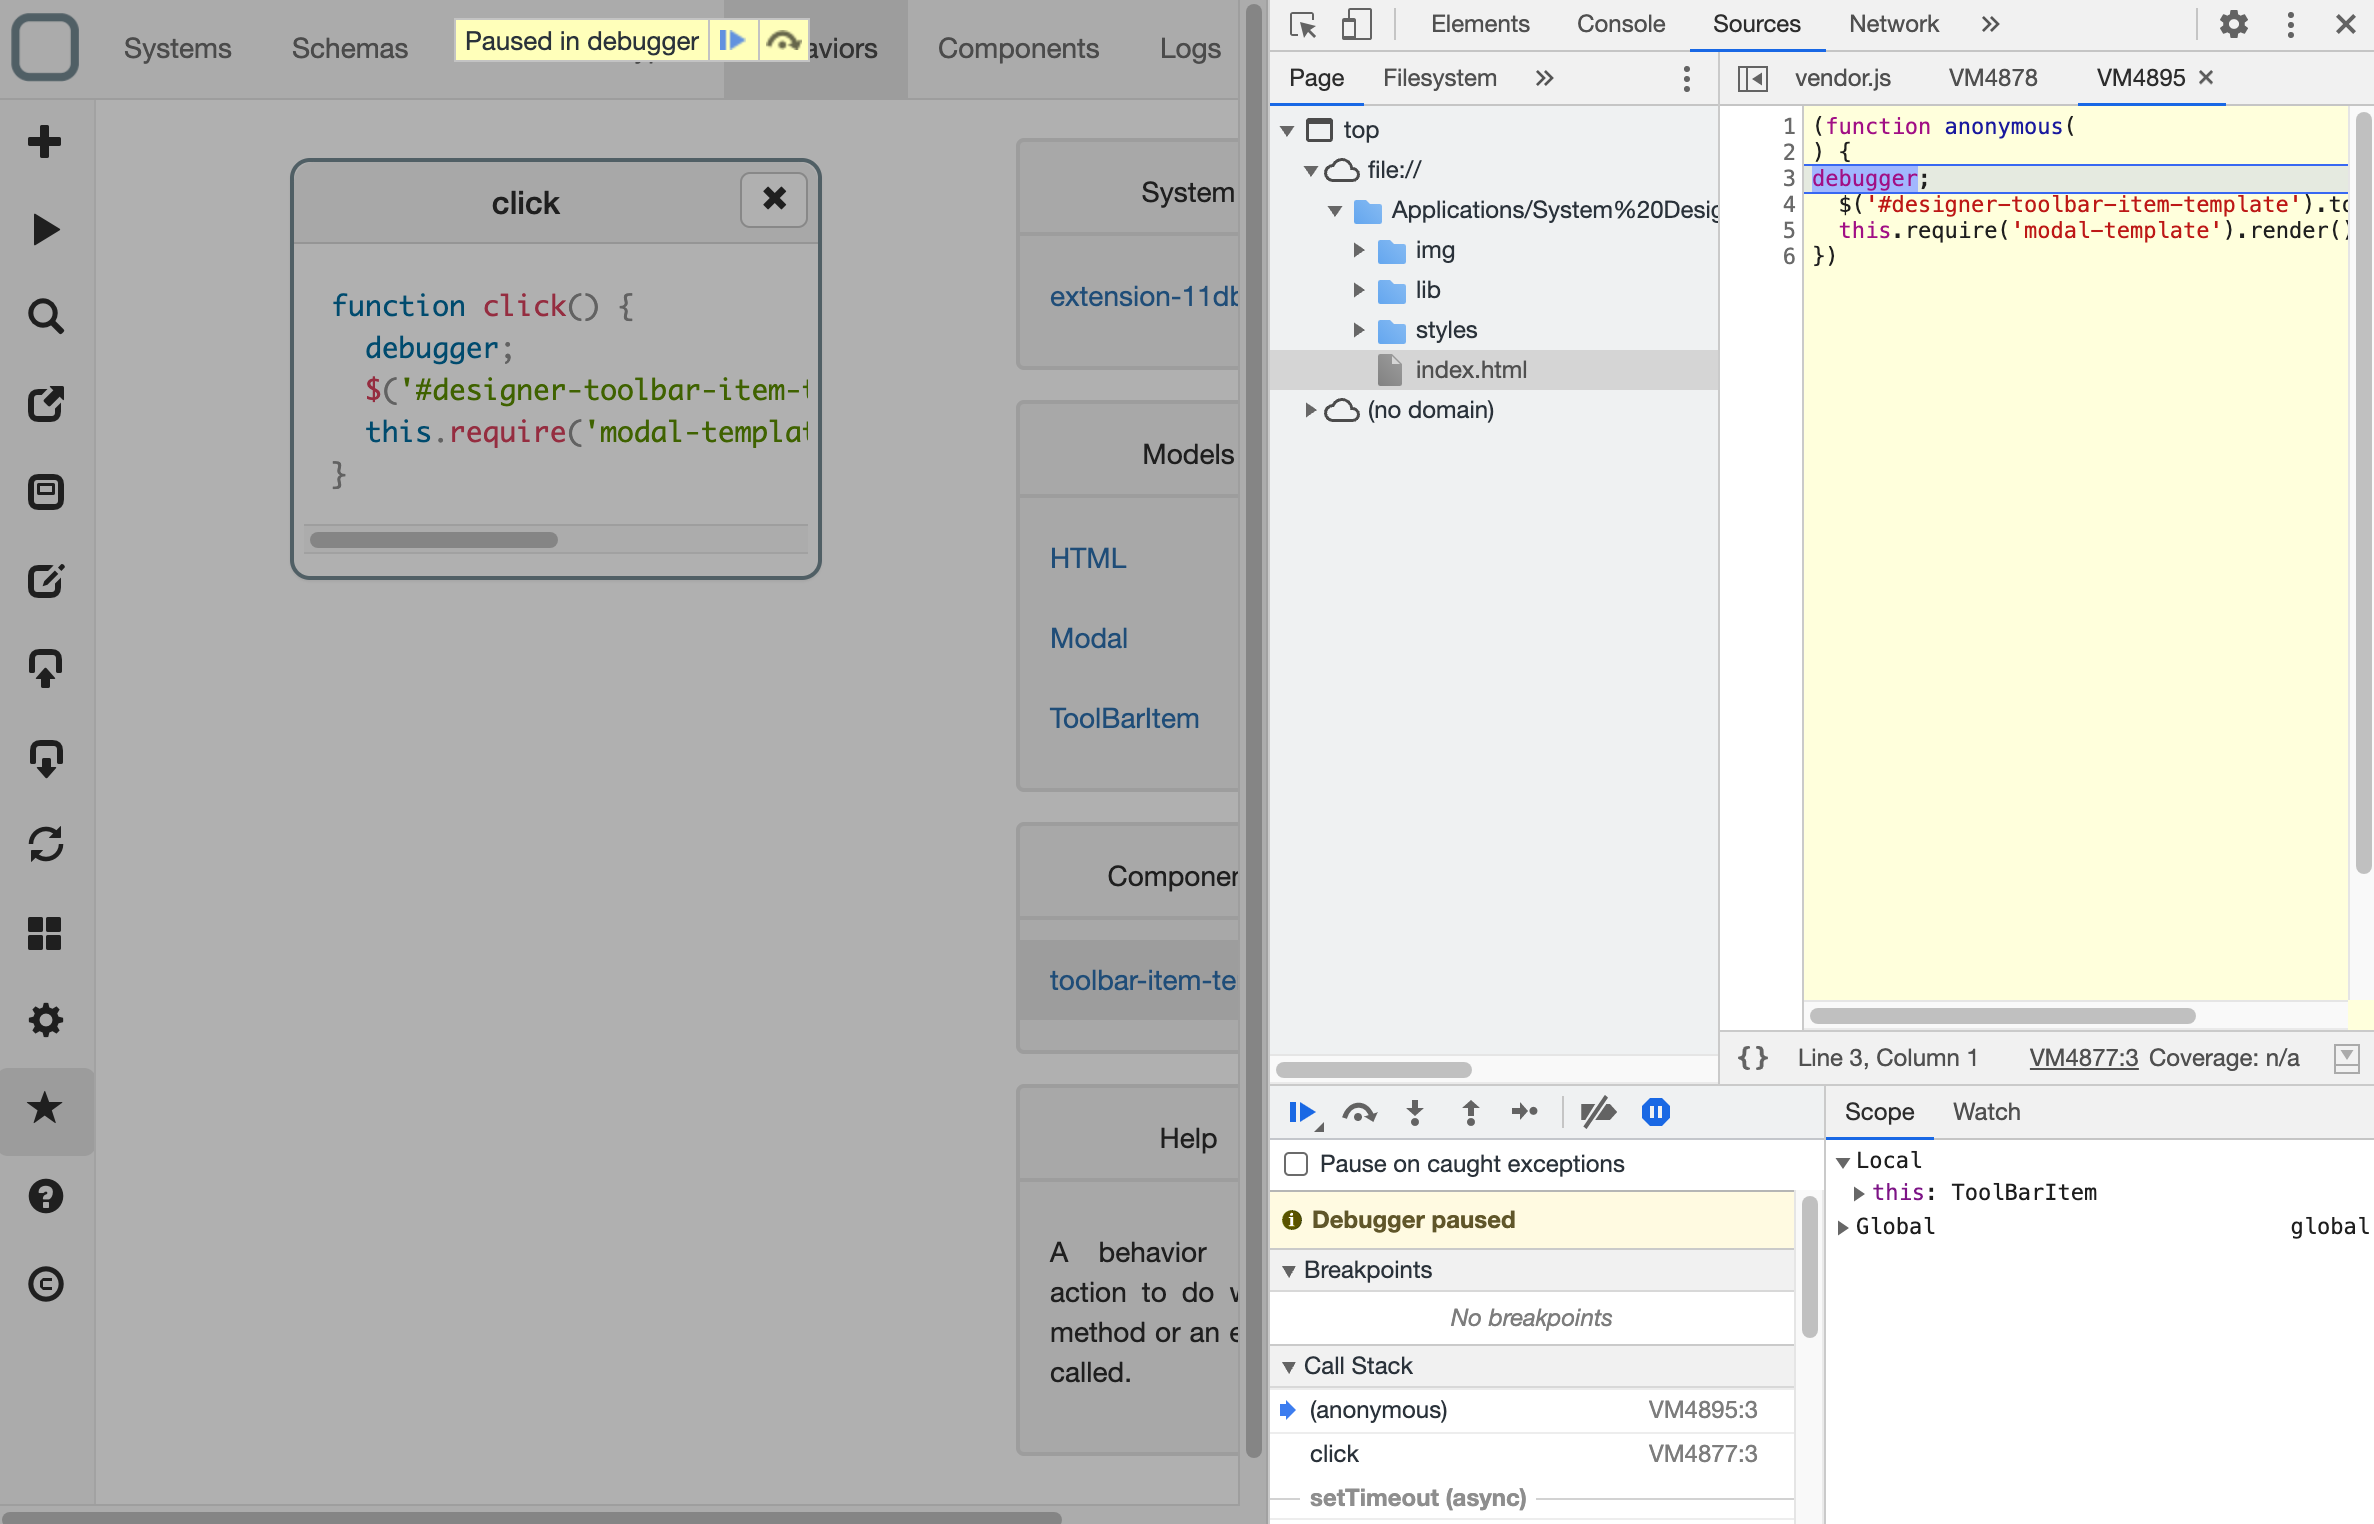 Systems
Schemas
Paused in debugger
aviors
Components
Logs
click
function click() {
debugger;
$('#designer-toolbar-item-t
this.require('modal-templat
}
System
extension-11db
Models
HTML
Modal
ToolBarItem
Componen
toolbar-item-te
Help
A behavior
action to do w
method or an e
called.
Elements
Console
Sources
Network
Page
Filesystem
vendor.js
VM4878
VM4895
top
file://
Applications/System%20Desig
img
lib
styles
index.html
(no domain)
1 (function anonymous(
2 ) {
3 debugger;
4 $('#designer-toolbar-item-template').to
5 this.require('modal-template').render()
6 })
{} Line 3, Column 1
VM4877:3 Coverage: n/a
Pause on caught exceptions
Debugger paused
Breakpoints
No breakpoints
Call Stack
(anonymous) VM4895:3
click VM4877:3
setTimeout (async)
Scope
Watch
Local
this: ToolBarItem
Global global